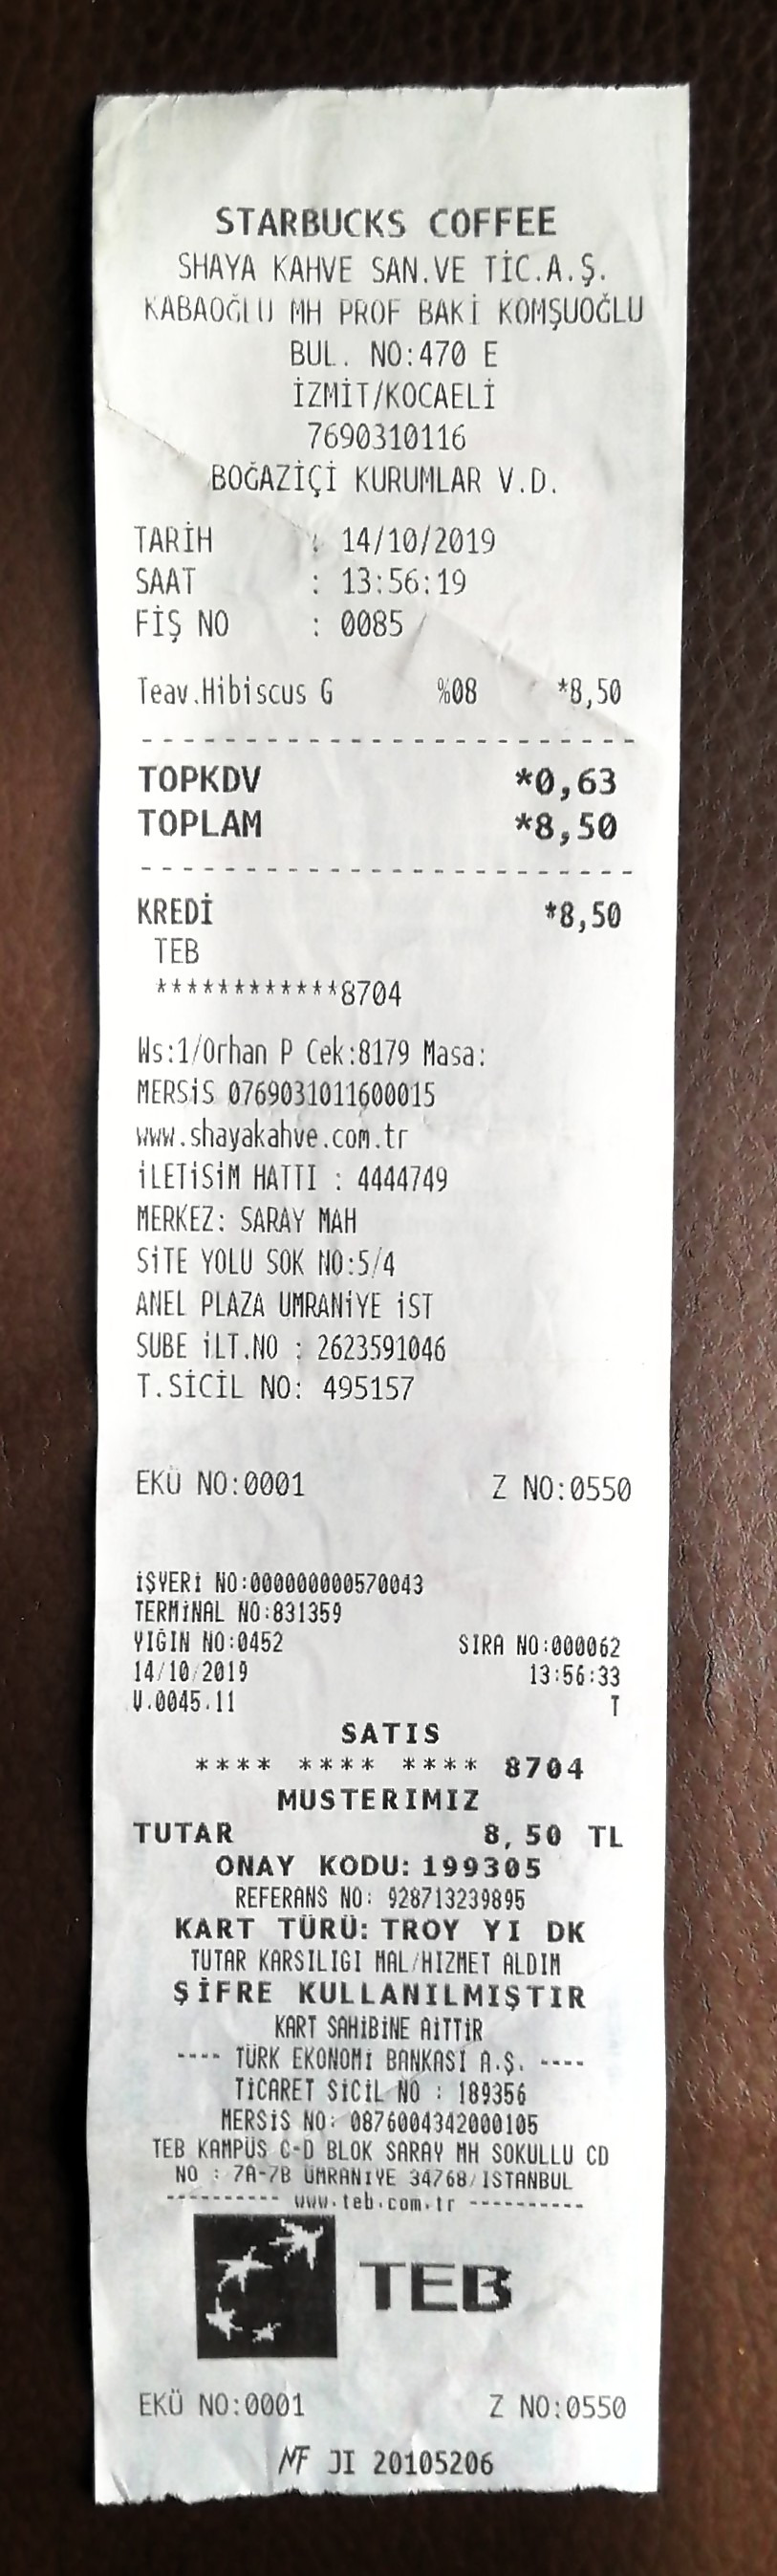 STARBUCKS COFFEE
SHAYA KAHVE SAN.VE TİC.A.Ş.
KABAOĞLU MH PROF BAKİ KOMŞUOĞLU
BUL. NO:470 E
İZMİT/KOCAELİ
7690310116
BOĞAZİÇİ KURUMLAR V.D.
TARİH : 14/10/2019
SAAT : 13:56:19
FİŞ NO : 0085
Teav.Hibiscus G %08 *8,50
TOPKDV *0,63
TOPLAM *8,50
KREDİ *8,50
TEB
************8704
Ws:1/Orhan P Cek:8179 Masa:
MERSiS 0769031011600015
www.shayakahve.com.tr
iLETiSiM HATTI : 4444749
MERKEZ: SARAY MAH
SiTE YOLU SOK NO:5/4
ANEL PLAZA UMRANiYE iST
SUBE iLT.NO : 2623591046
T.SİCİL NO: 495157
EKÜ NO:0001 Z NO:0550
İŞYERİ NO:000000000570043
TERMİNAL NO:831359
YIĞIN NO:0452 SIRA NO:000062
14/10/2019 13:56:33
V.0045.11 T
SATIS
**** **** **** 8704
MUSTERIMIZ
TUTAR 8,50 TL
ONAY KODU: 199305
REFERANS NO: 928713239895
KART TÜRÜ: TROY YI DK
TUTAR KARSILIGI MAL/HIZMET ALDIM
ŞİFRE KULLANILMIŞTIR
KART SAHİBİNE AİTTİR
---- TÜRK EKONOMİ BANKASI A.Ş. ----
TİCARET SİCİL NO : 189356
MERSİS NO: 0876004342000105
TEB KAMPÜS C-D BLOK SARAY MH SOKULLU CD
NO : 7A-7B ÜMRANIYE 34768/ISTANBUL
---------- www.teb.com.tr ----------
TEB
EKÜ NO:0001 Z NO:0550
MF JI 20105206